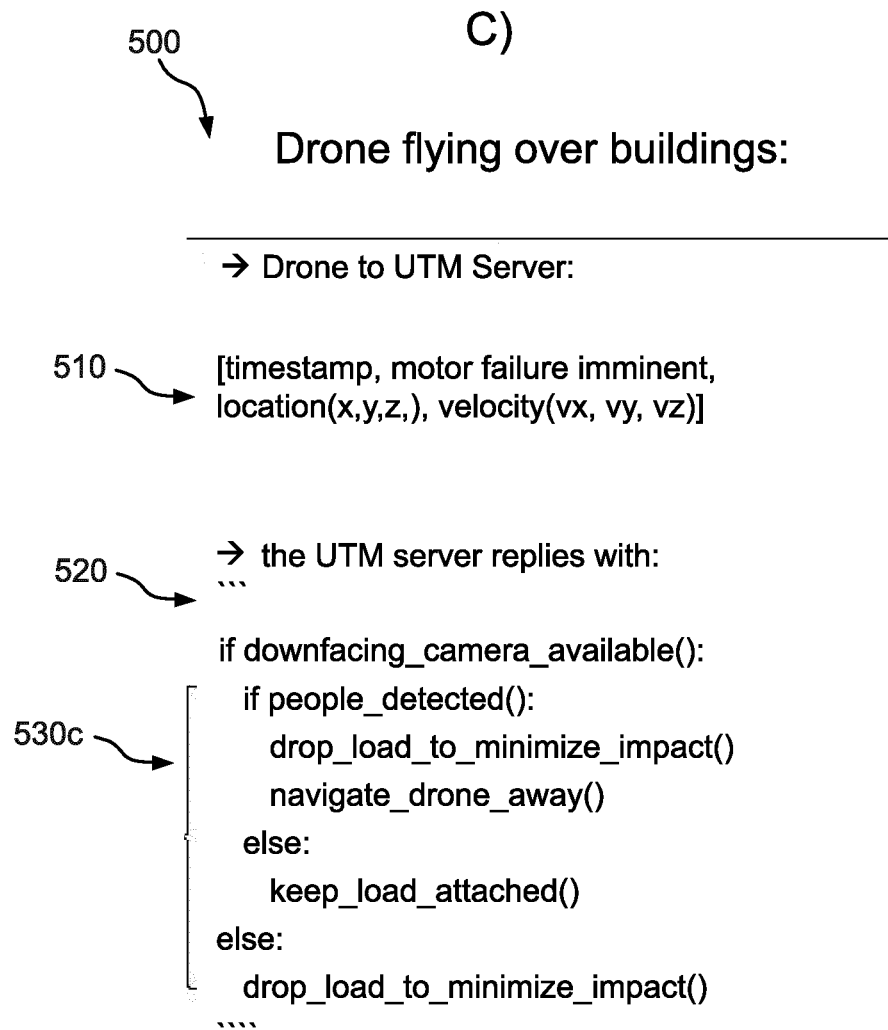 C)
500
Drone flying over buildings:
→ Drone to UTM Server:
510
[timestamp, motor failure imminent,
location(x,y,z,), velocity(vx, vy, vz)]
→ the UTM server replies with:
520
```
if downfacing_camera_available():
if people_detected():
530c
drop_load_to_minimize_impact()
navigate_drone_away()
else:
keep_load_attached()
else:
drop_load_to_minimize_impact()
````